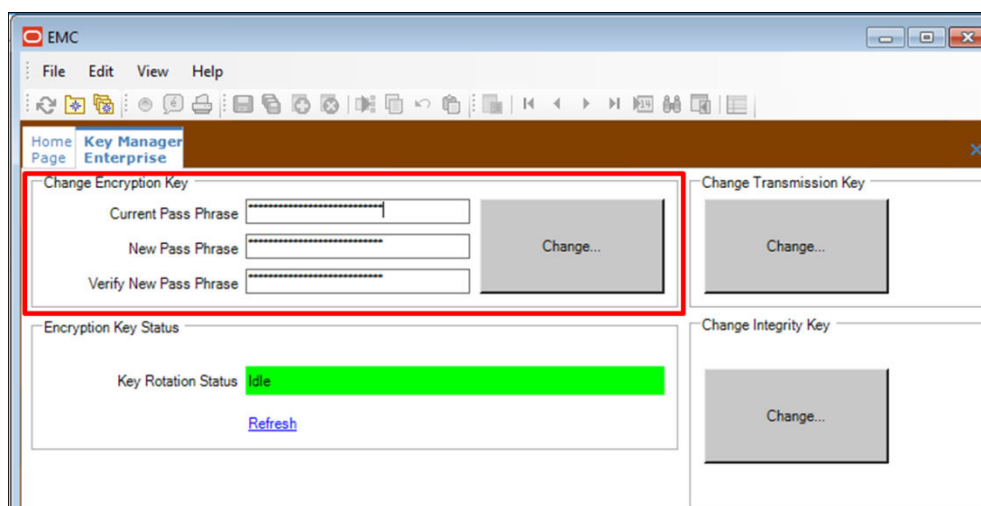 EMC
File Edit View Help
Home Page
Key Manager Enterprise
Change Encryption Key
Current Pass Phrase ***************************
New Pass Phrase ***************************
Verify New Pass Phrase ***************************
Change...
Change Transmission Key
Change...
Encryption Key Status
Key Rotation Status Idle
Refresh
Change Integrity Key
Change...